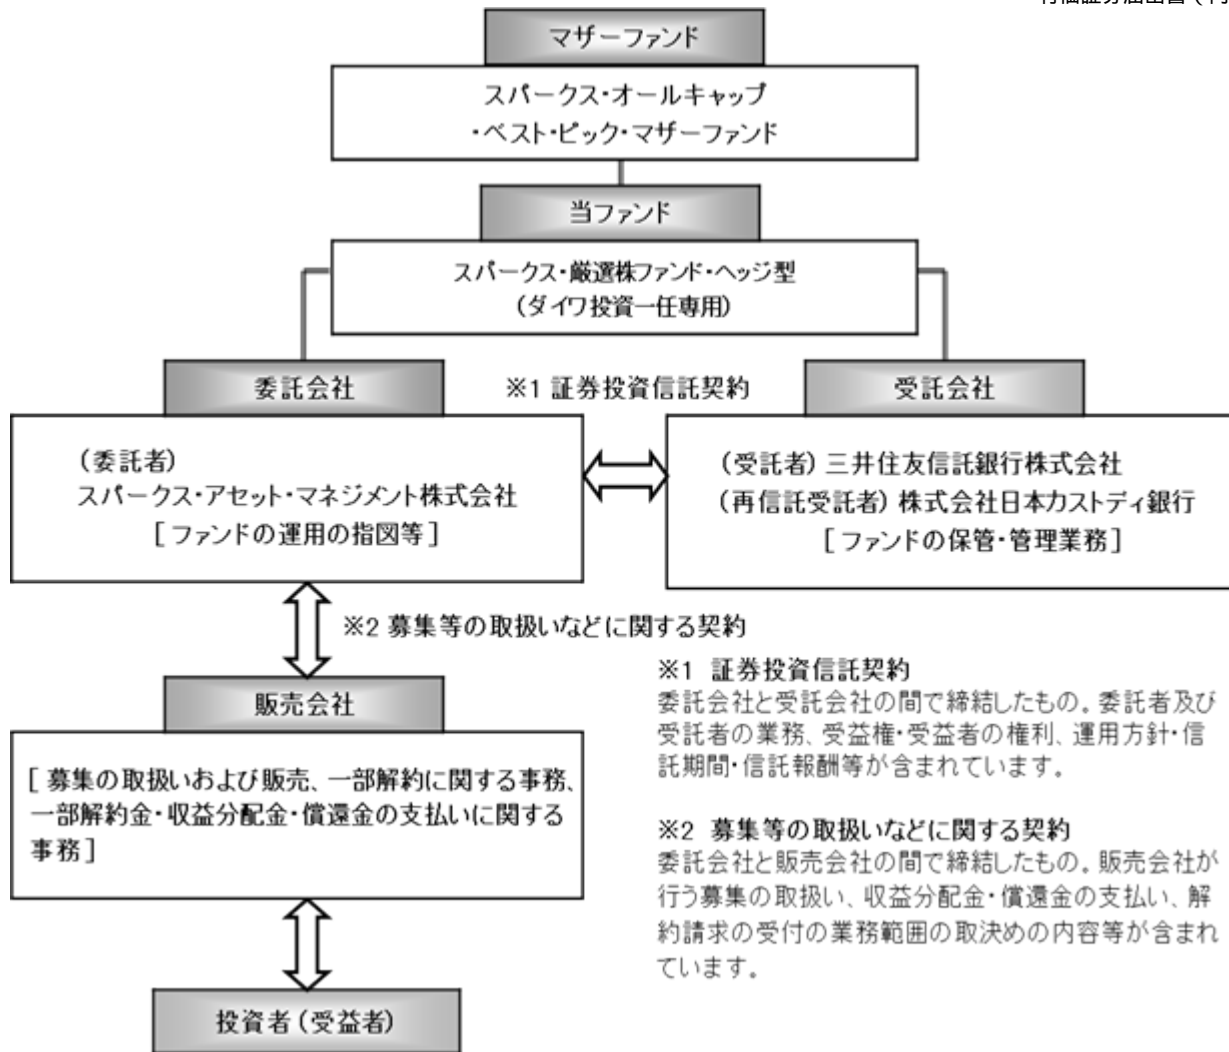 マザーファンド
スパークス・オールキャップ
・ベスト・ピック・マザーファンド
当ファンド
スパークス・厳選株ファンド・ヘッジ型
（ダイワ投資一任専用）
委託会社
※1 証券投資信託契約
受託会社
（委託者）
スパークス・アセット・マネジメント株式会社
［ファンドの運用の指図等］
（受託者）三井住友信託銀行株式会社
（再信託受託者）株式会社日本カストディ銀行
［ファンドの保管・管理業務］
※2 募集等の取扱いなどに関する契約
販売会社
［募集の取扱いおよび販売、一部解約に関する事務、
一部解約金・収益分配金・償還金の支払いに関する
事務］
投資者（受益者）
※1 証券投資信託契約
委託会社と受託会社の間で締結したもの。委託者及び
受託者の業務、受益権・受益者の権利、運用方針・信
託期間・信託報酬等が含まれています。
※2 募集等の取扱いなどに関する契約
委託会社と販売会社の間で締結したもの。販売会社が
行う募集の取扱い、収益分配金・償還金の支払い、解
約請求の受付の業務範囲の取決めの内容等が含まれ
ています。